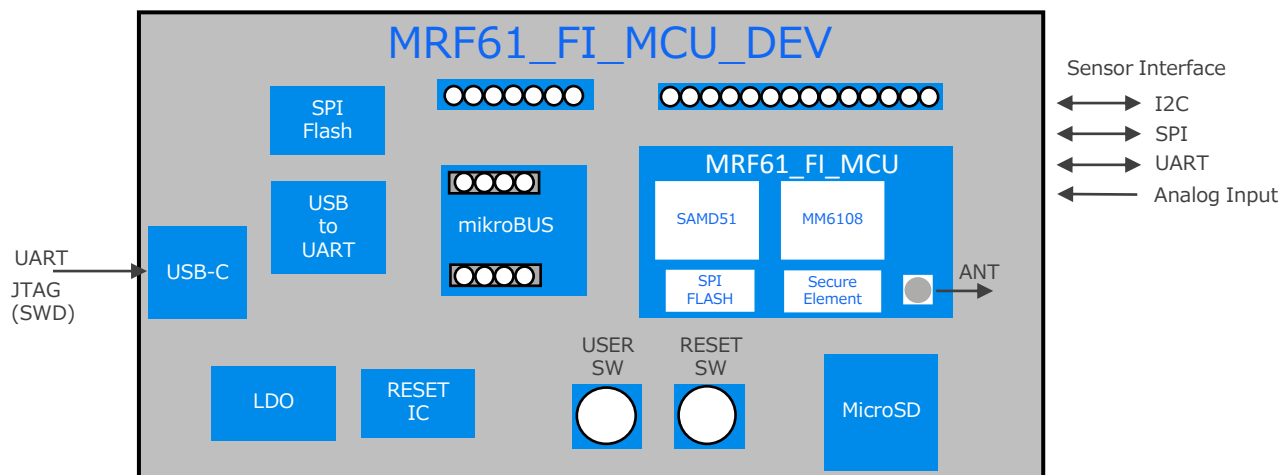 MRF61_FI_MCU_DEV
Sensor Interface
I2C
SPI
UART
Analog Input
SPI
Flash
USB
to
UART
mikroBUS
MRF61_FI_MCU
SAMD51
MM6108
SPI
FLASH
Secure
Element
ANT
UART
JTAG
(SWD)
USB-C
LDO
RESET
IC
USER
SW
RESET
SW
MicroSD